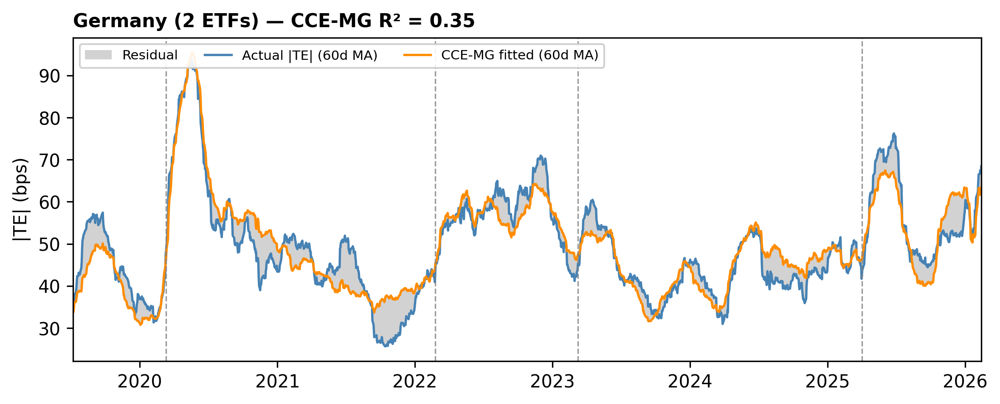 Germany (2 ETFs) — CCE-MG R² = 0.35
Residual
Actual |TE| (60d MA)
CCE-MG fitted (60d MA)
|TE| (bps)
90
80
70
60
50
40
30
2020
2021
2022
2023
2024
2025
2026